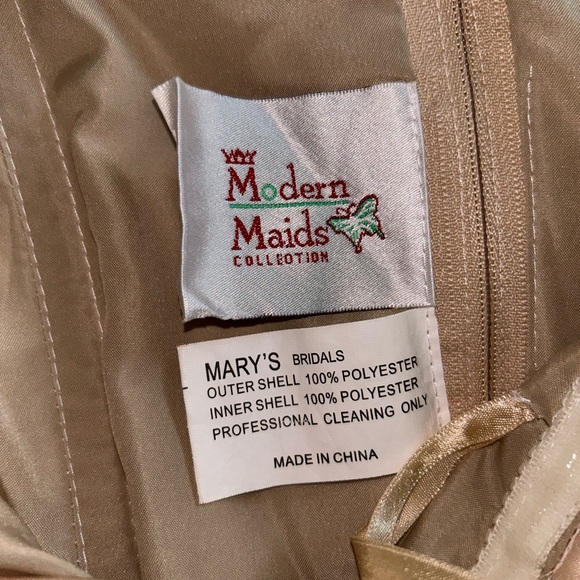 Modern
Maids
COLLECTION
MARY'S BRIDALS
OUTER SHELL 100% POLYESTER
INNER SHELL 100% POLYESTER
PROFESSIONAL CLEANING ONLY
MADE IN CHINA